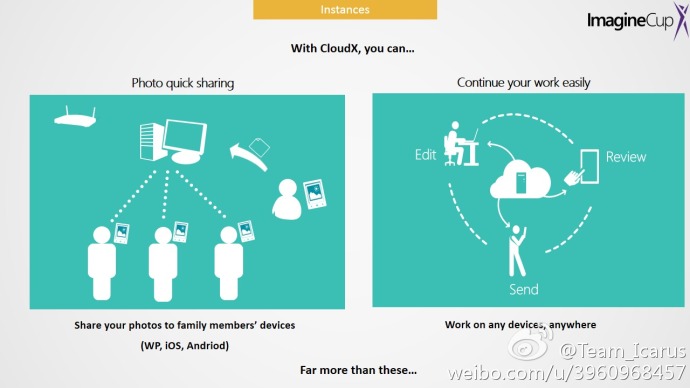 Instances
ImagineCup
With CloudX, you can...
Photo quick sharing
Continue your work easily
Edit
Review
Send
Share your photos to family members' devices
(WP, iOS, Andriod)
Work on any devices, anywhere
Far more than these...
@Team_Icarus
weibo.com/u/3960968457